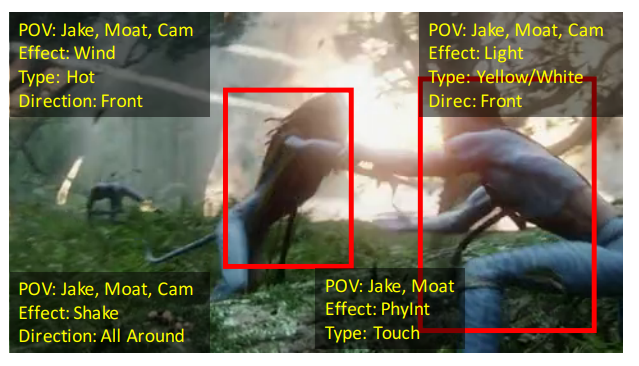 POV: Jake, Moat, Cam
Effect: Wind
Type: Hot
Direction: Front
POV: Jake, Moat, Cam
Effect: Light
Type: Yellow/White
Direc: Front
POV: Jake, Moat, Cam
Effect: Shake
Direction: All Around
POV: Jake, Moat
Effect: PhyInt
Type: Touch